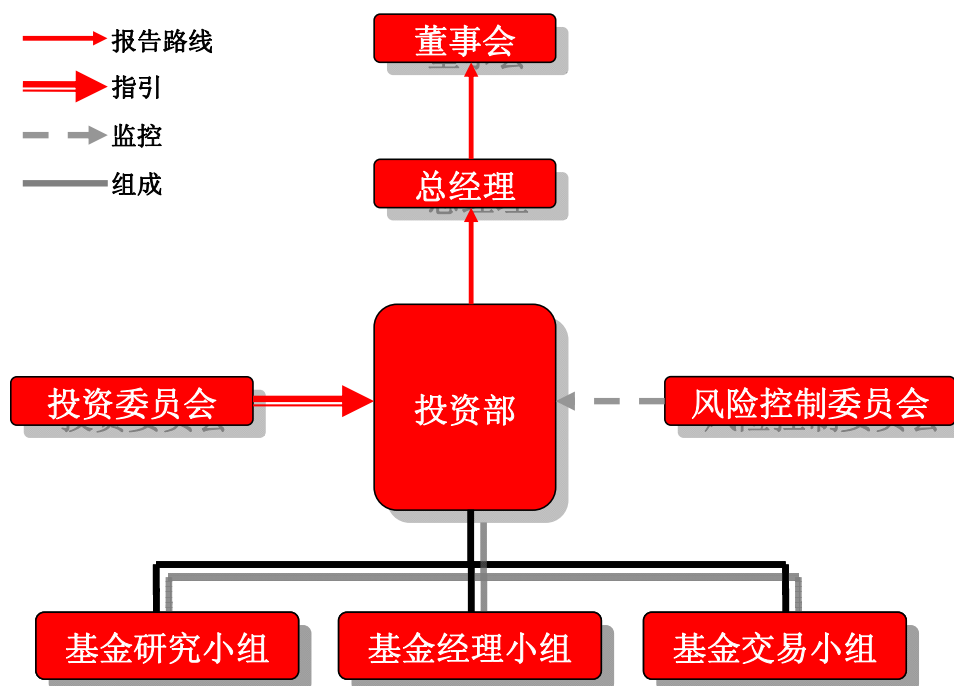 报告路线
指引
监控
组成
董事会
总经理
投资委员会
投资部
风险控制委员会
基金研究小组
基金经理小组
基金交易小组